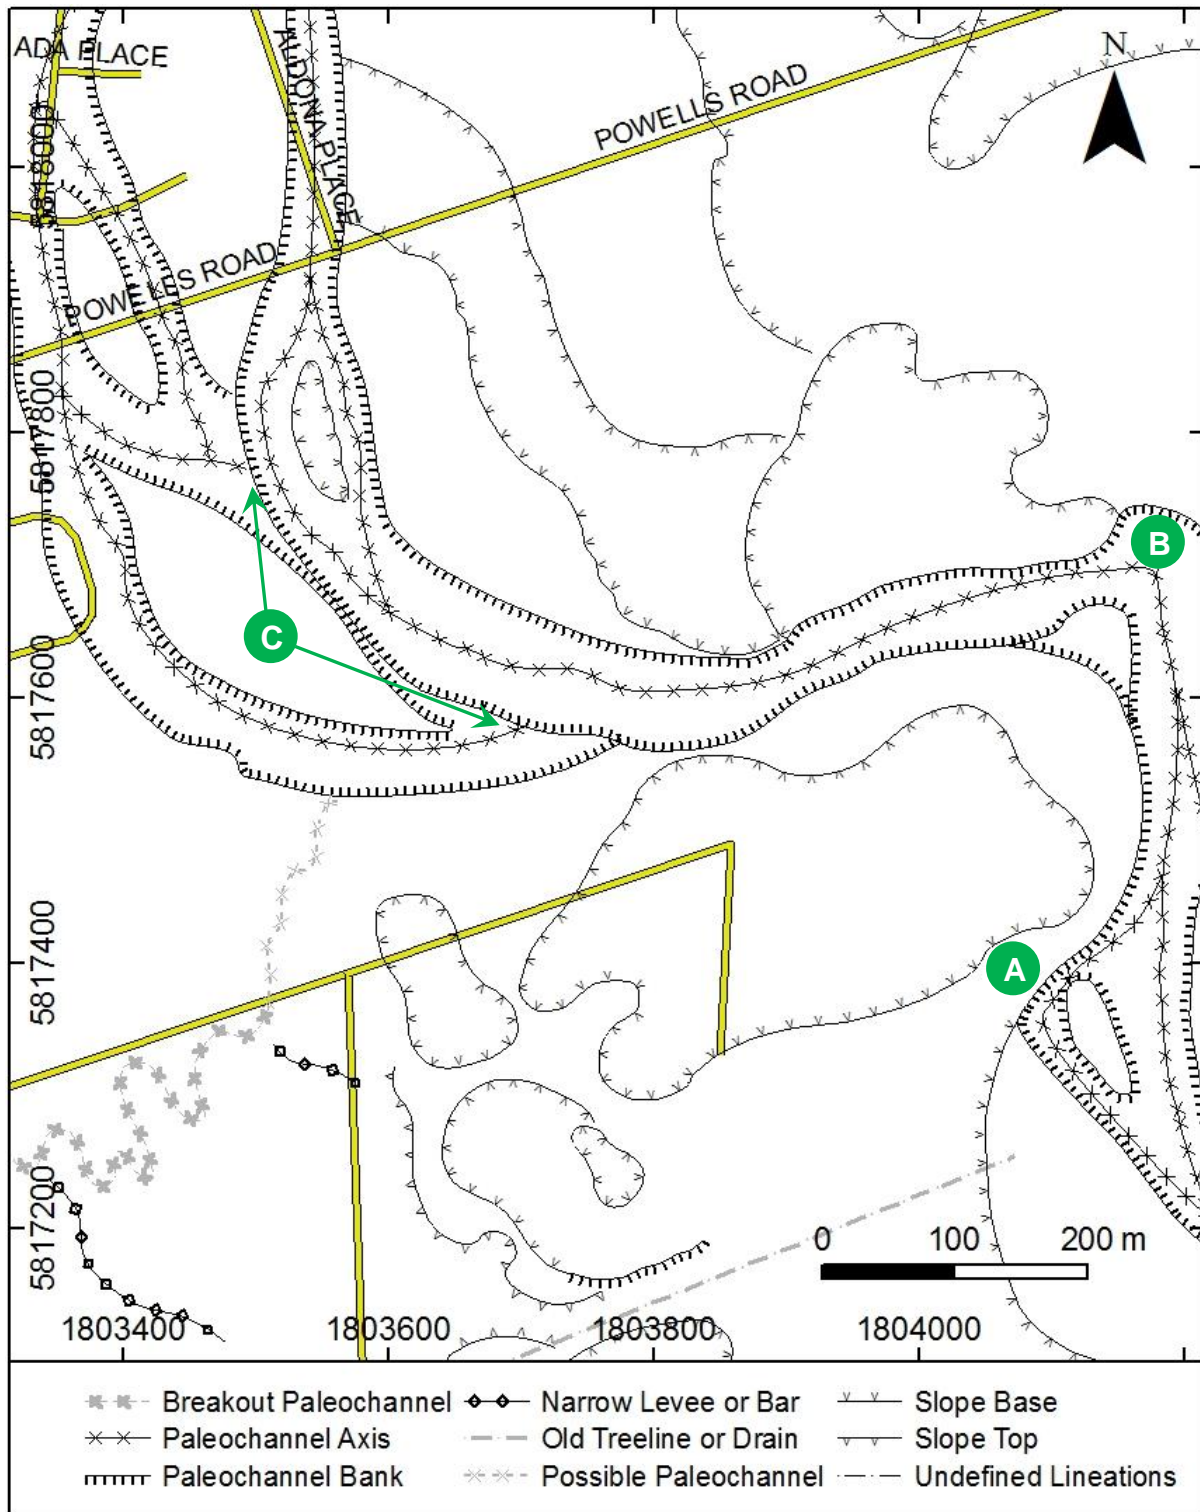 ADA PLACE
ALDONA PLACE
N
POWELLS ROAD
5818000
POWELLS ROAD
5817800
B
C
5817600
A
5817400
5817200
0 100 200 m
1803400 1803600 1803800 1804000
Breakout Paleochannel Narrow Levee or Bar Slope Base
Paleochannel Axis Old Treeline or Drain Slope Top
Paleochannel Bank Possible Paleochannel Undefined Lineations